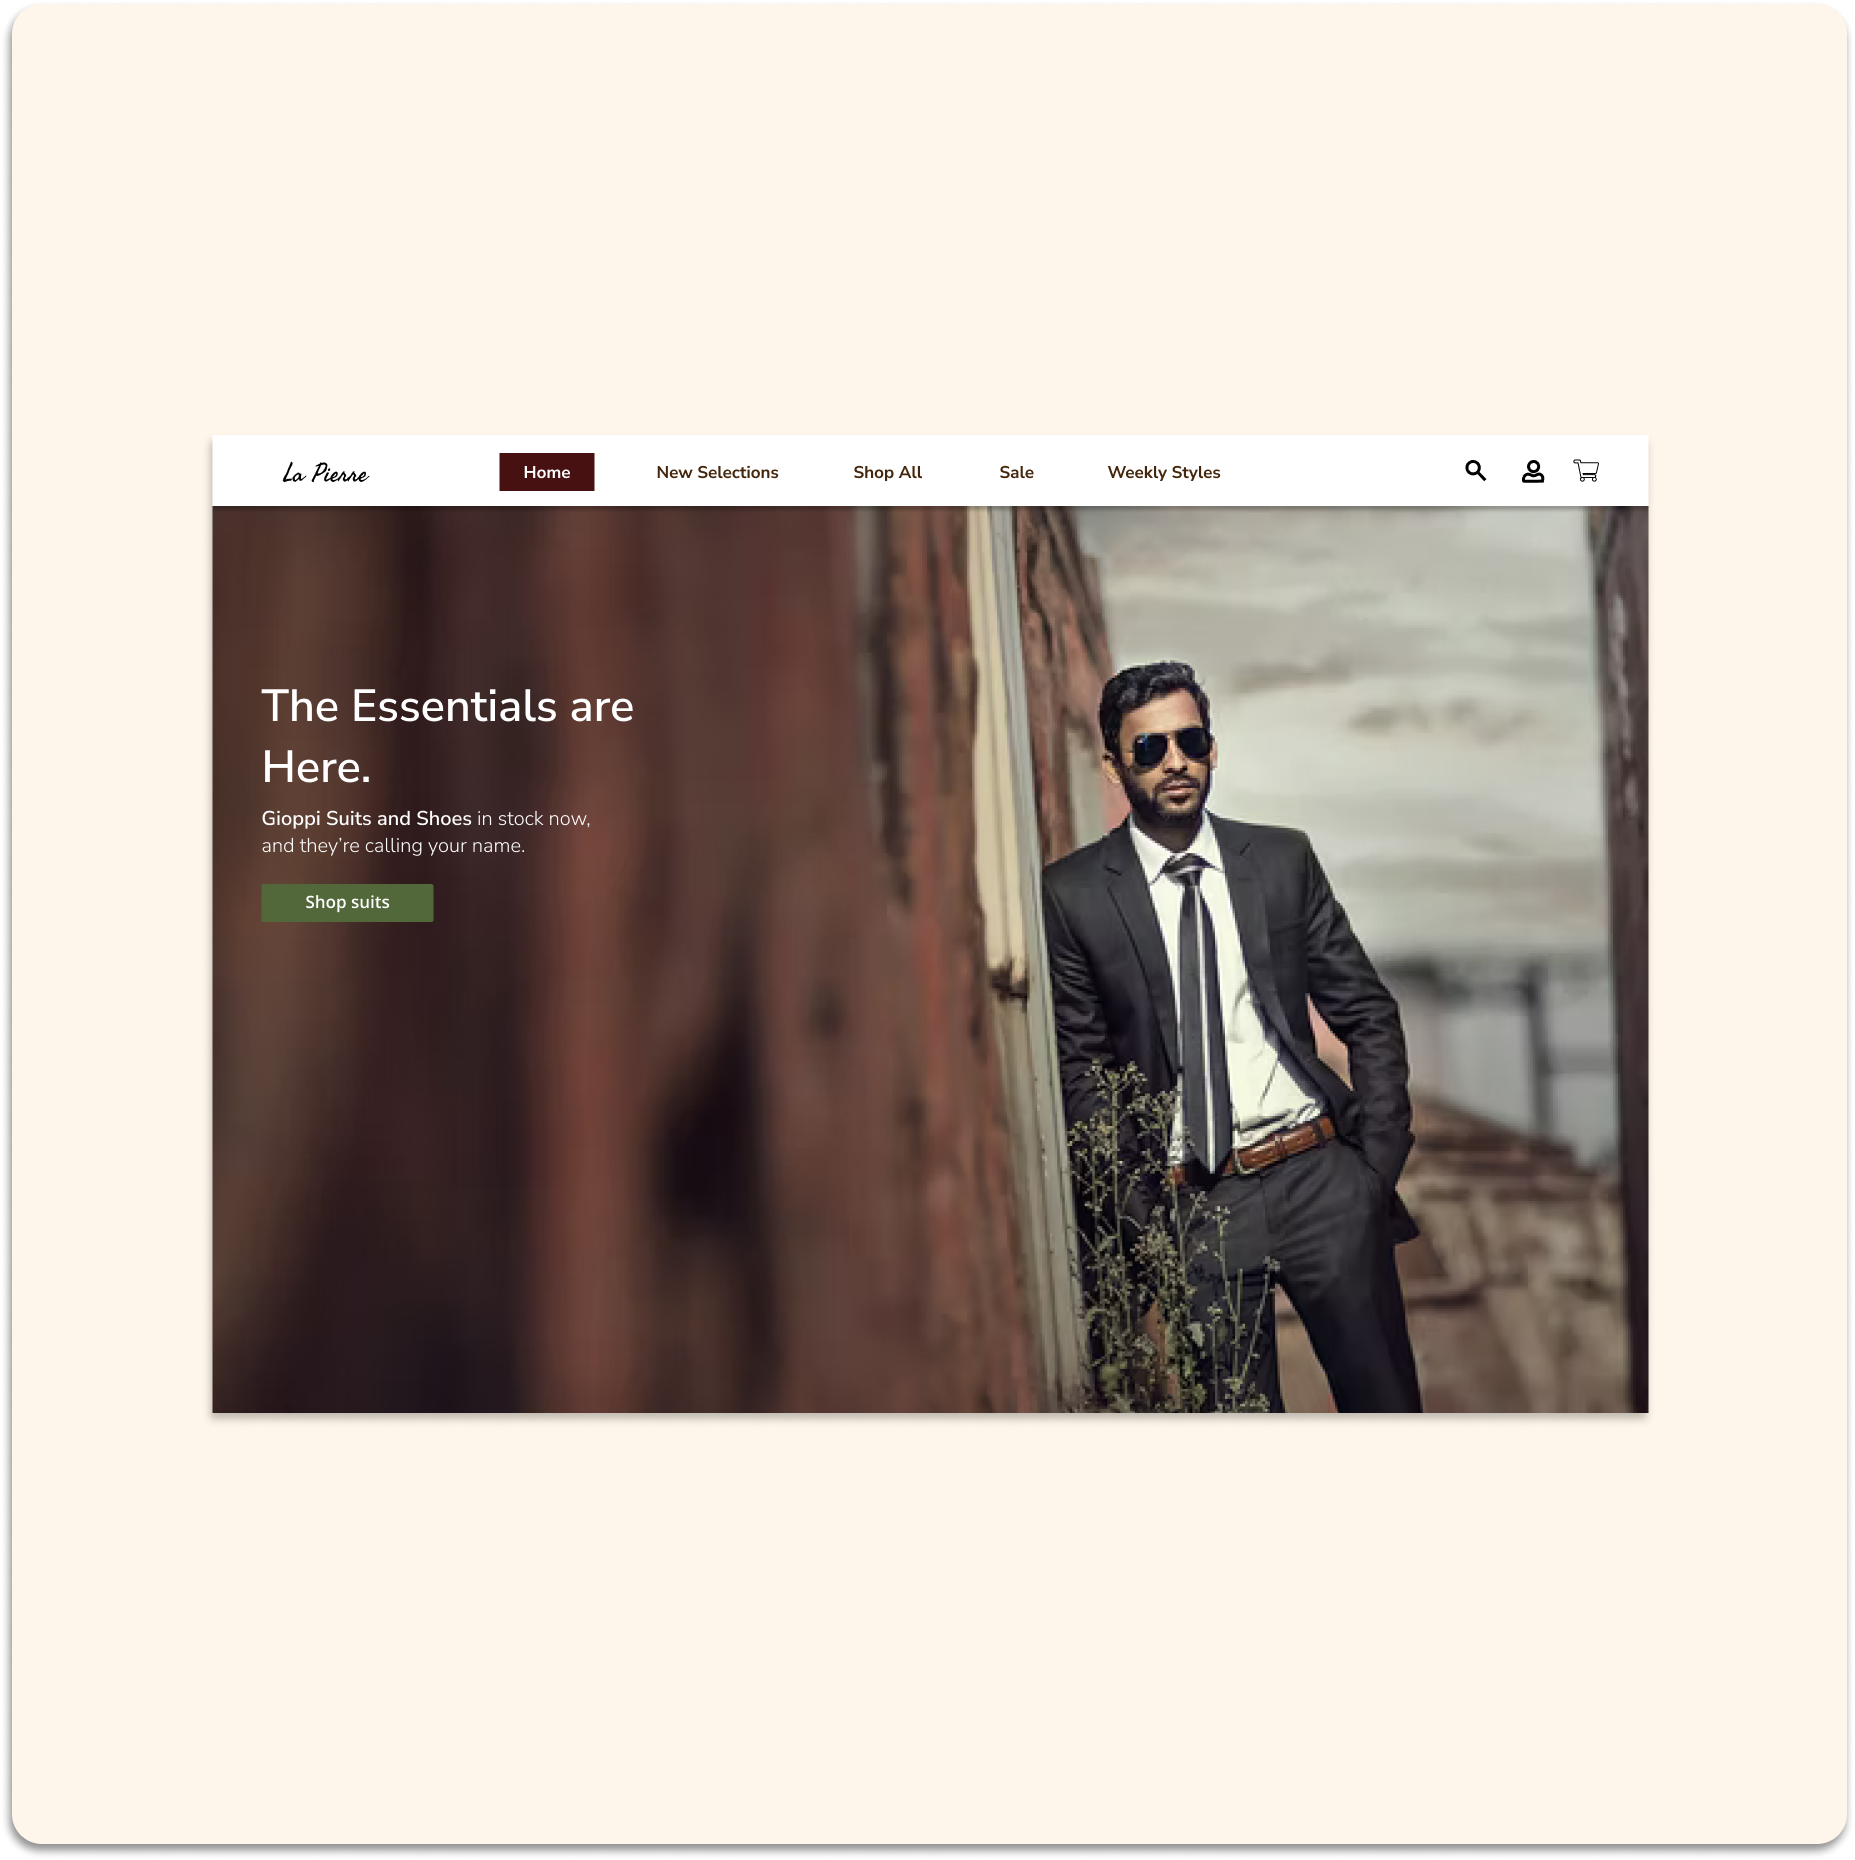 La Pierre
Home
New Selections
Shop All
Sale
Weekly Styles
The Essentials are
Here.
Gioppi Suits and Shoes in stock now,
and they’re calling your name.
Shop suits